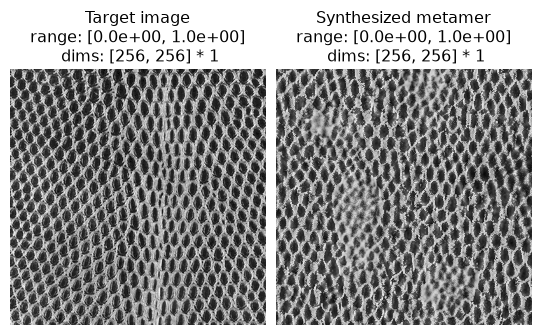 Target image
range: [0.0e+00, 1.0e+00]
dims: [256, 256] * 1
Synthesized metamer
range: [0.0e+00, 1.0e+00]
dims: [256, 256] * 1